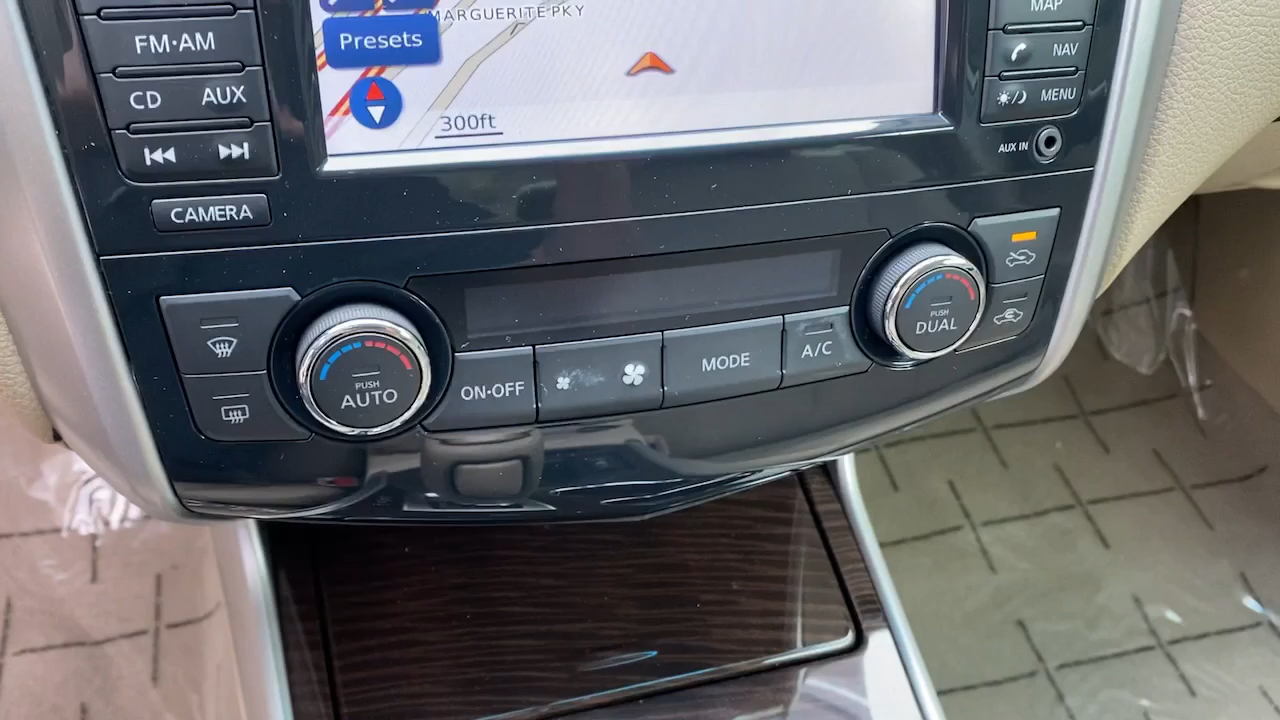 MARGUERITE PKY
Presets
300ft
FM·AM
CD AUX
CAMERA
MAP
NAV
MENU
AUX IN
PUSH
AUTO
ON·OFF
MODE
A/C
PUSH
DUAL